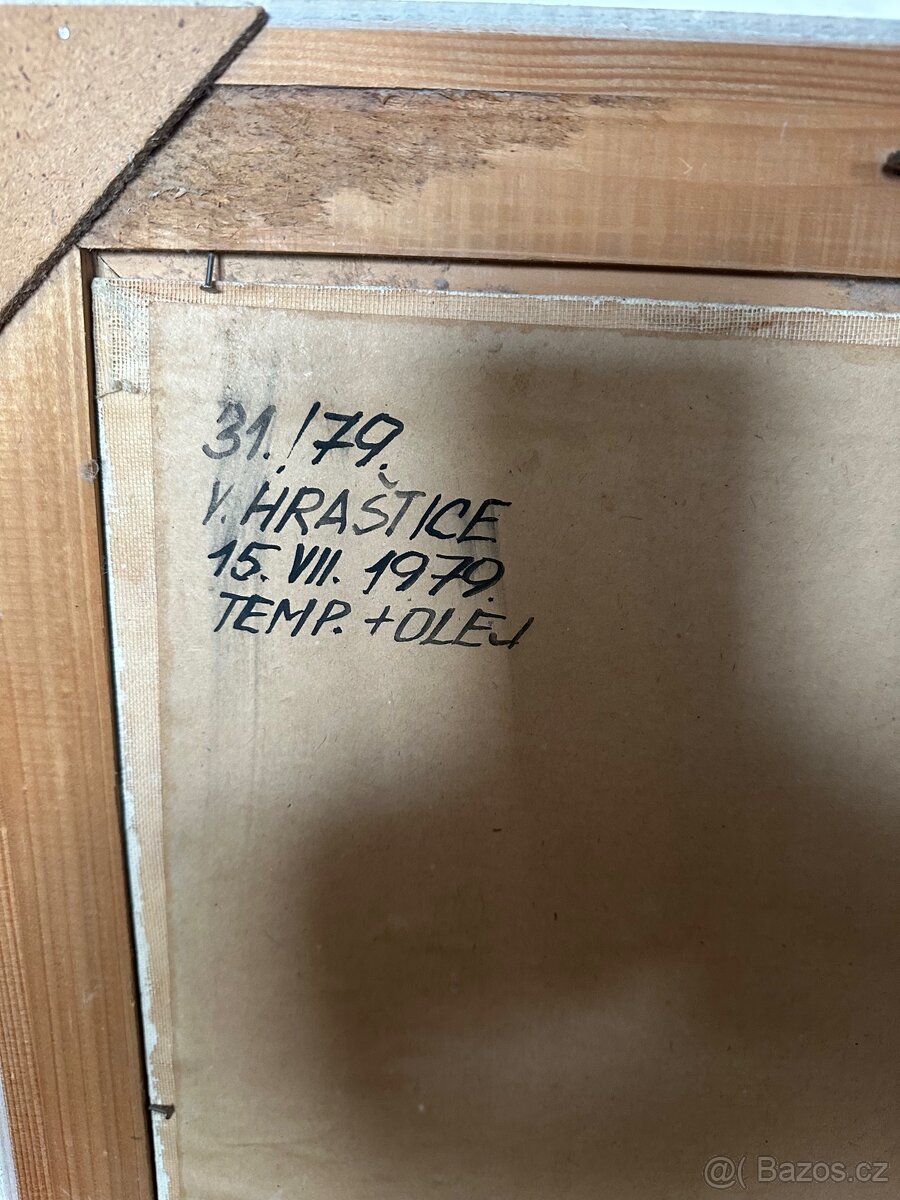 31./79.
V. HRAŠTICE
15. VII. 1979.
TEMP. + OLEJ
@( Bazos.cz